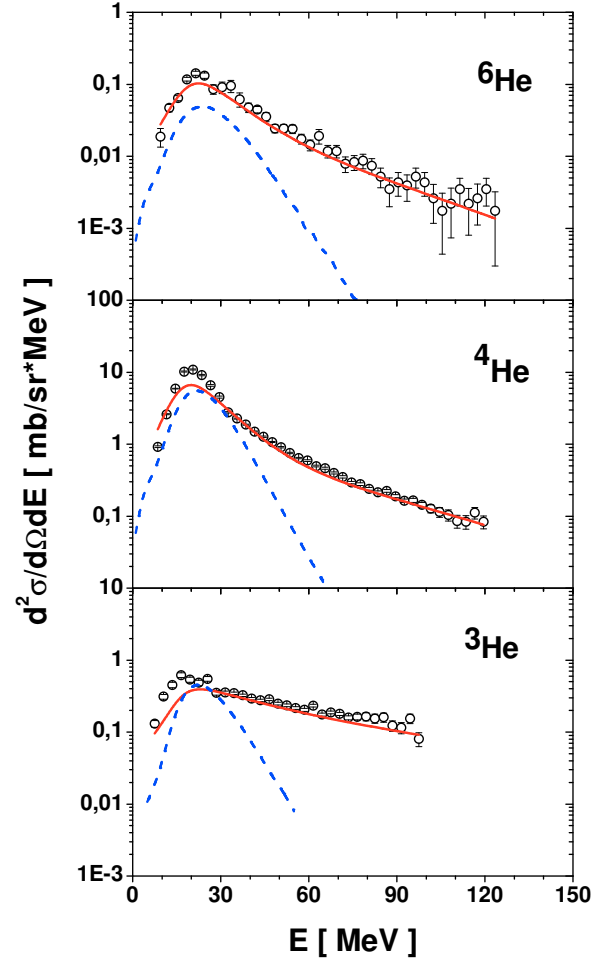 1
⁶He
0,1
0,01
1E-3
100
⁴He
10
1
0,1
10
³He
1
0,1
0,01
1E-3
0 30 60 90 120 150
E [ MeV ]
d²σ/dΩdE [ mb/sr*MeV ]